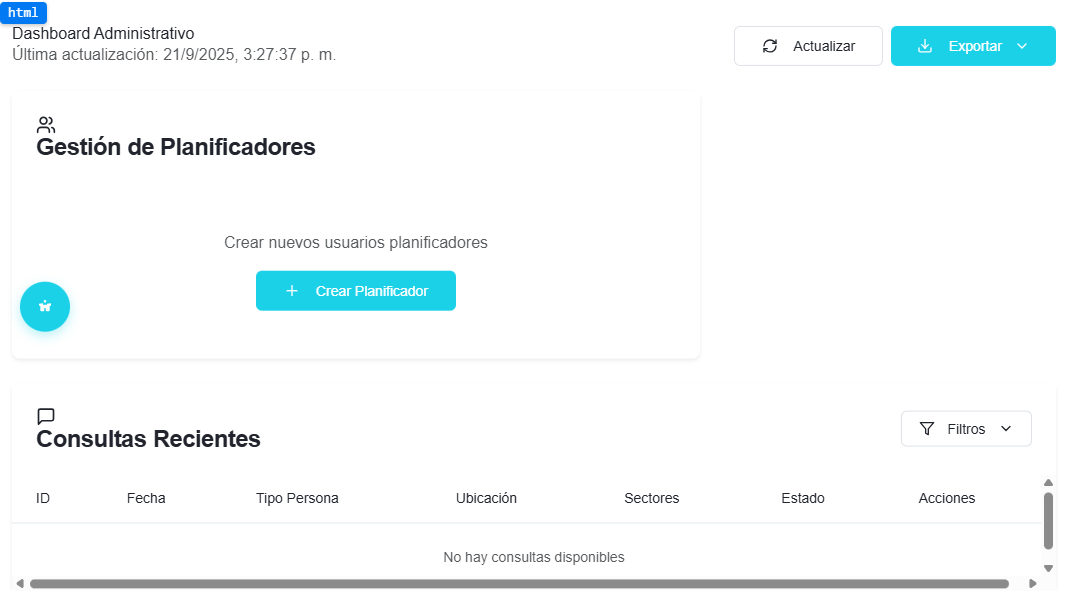 html
Dashboard Administrativo
Última actualización: 21/9/2025, 3:27:37 p. m.
Actualizar
Exportar
Gestión de Planificadores
Crear nuevos usuarios planificadores
Crear Planificador
Consultas Recientes
Filtros
ID Fecha Tipo Persona Ubicación Sectores Estado Acciones
No hay consultas disponibles